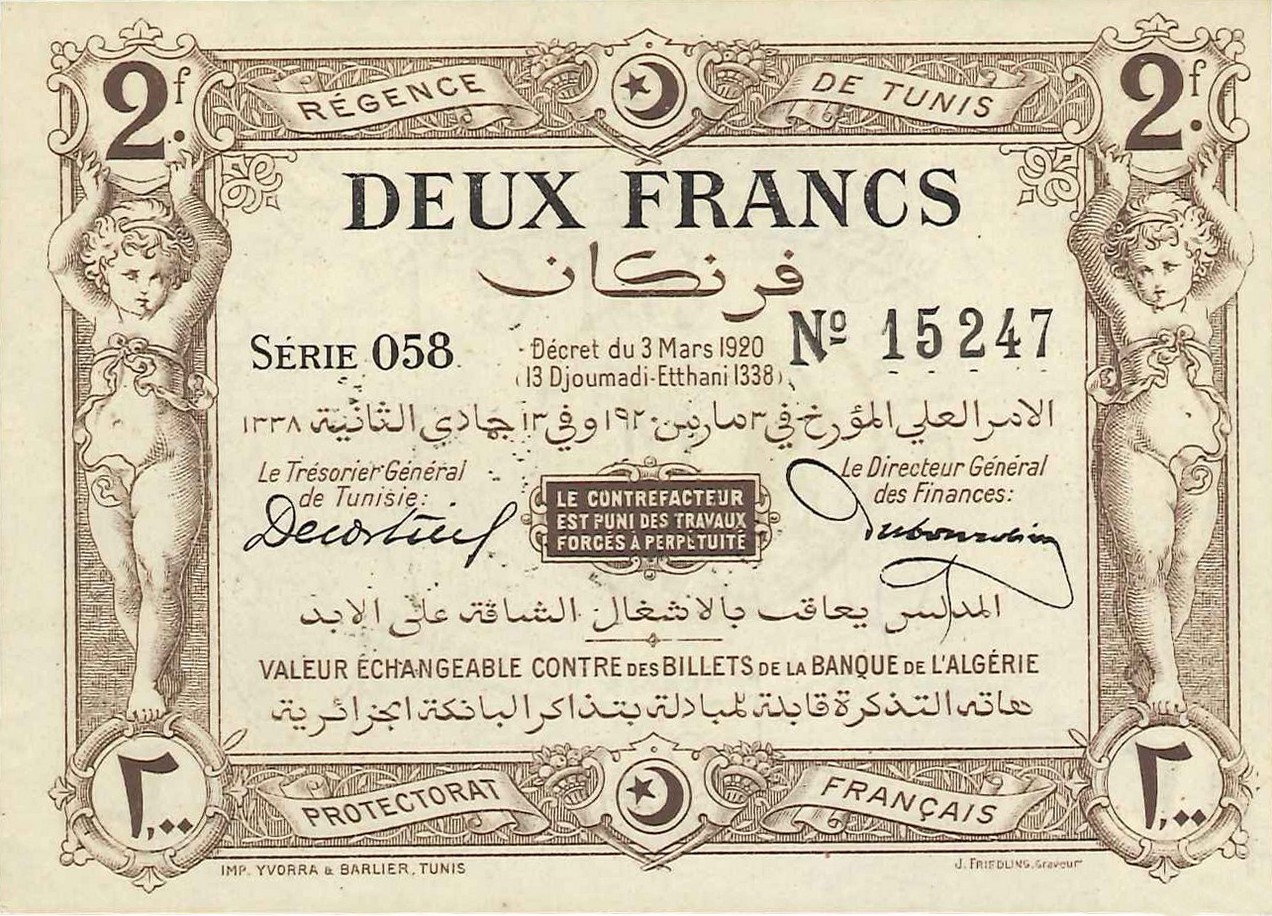 2.f
RÉGENCE
DE TUNIS
2.f
DEUX FRANCS
فرنكان
SÉRIE 058
Décret du 3 Mars 1920
(13 Djoumadi-Etthani 1338)
Nº 15247
الامر العلي المؤرخ في ٣ مارس ١٩٢٠ وفي ١٣ جمادي الثانية ١٣٣٨
Le Trésorier Général
de Tunisie:
LE CONTREFACTEUR
EST PUNI DES TRAVAUX
FORCÉS À PERPÉTUITÉ
Le Directeur Général
des Finances:
المدلس يعاقب بالاشغال الشاقة على الابد
VALEUR ÉCHANGEABLE CONTRE DES BILLETS DE LA BANQUE DE L'ALGÉRIE
هاته التذكرة قابلة للمبادلة بتذاكر البانكة الجزائرية
٢,٠٠
PROTECTORAT
FRANÇAIS
٢,٠٠
IMP. YVORRA & BARLIER, TUNIS
J. FRIEDLING, Graveur